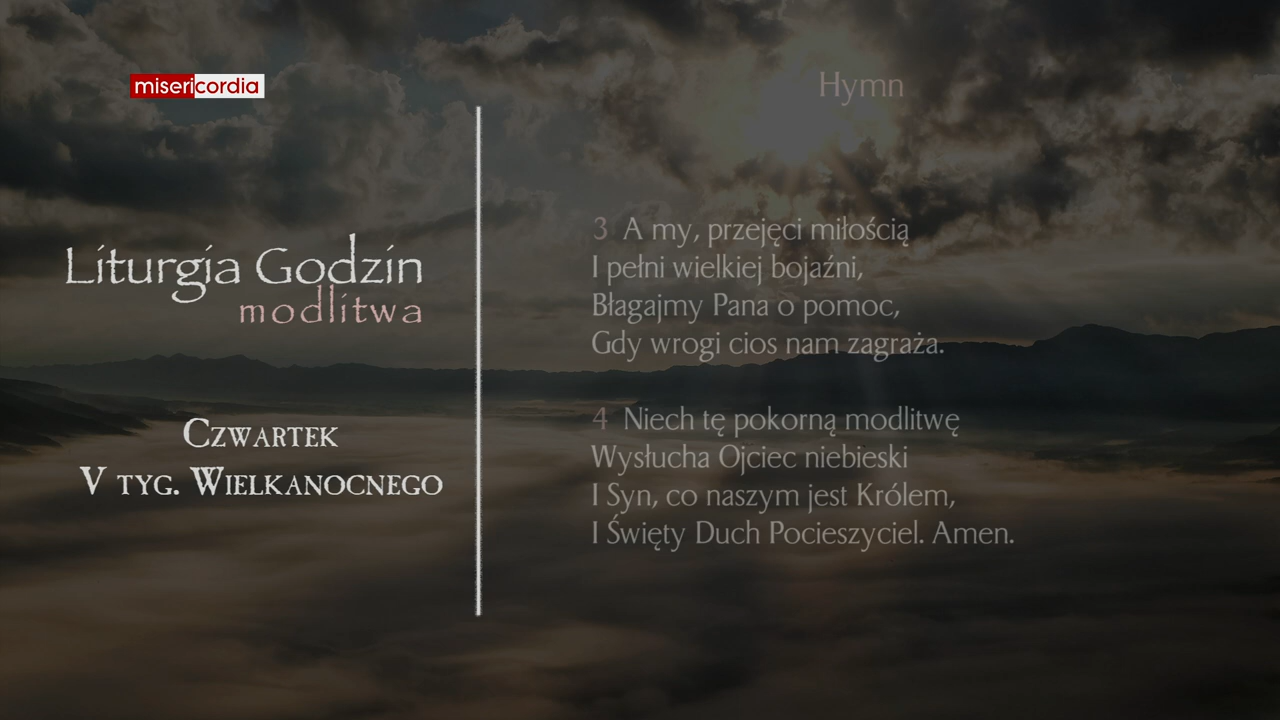 misericordia
Liturgia Godzin
modlitwa
Czwartek
V tyg. Wielkanocnego
Hymn
3 A my, przejęci miłością
I pełni wielkiej bojaźni,
Błagajmy Pana o pomoc,
Gdy wrogi cios nam zagraża.
4 Niech tę pokorną modlitwę
Wysłucha Ojciec niebieski
I Syn, co naszym jest Królem,
I Święty Duch Pocieszyciel. Amen.